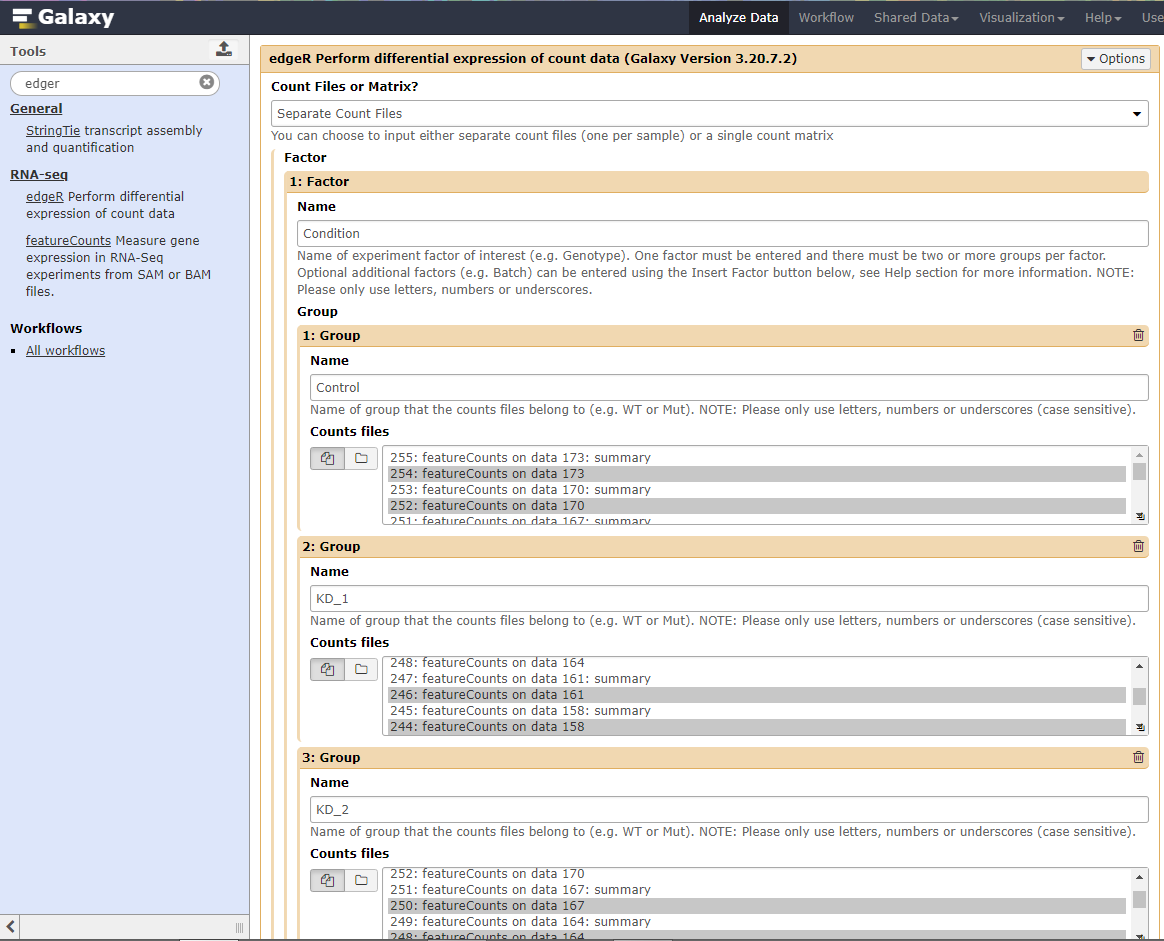 Galaxy
Analyze Data Workflow Shared Data Visualization Help Use
Tools
edger
General
StringTie transcript assembly
and quantification
RNA-seq
edgeR Perform differential
expression of count data
featureCounts Measure gene
expression in RNA-Seq
experiments from SAM or BAM
files.
Workflows
All workflows
edgeR Perform differential expression of count data (Galaxy Version 3.20.7.2)
Options
Count Files or Matrix?
Separate Count Files
You can choose to input either separate count files (one per sample) or a single count matrix
Factor
1: Factor
Name
Condition
Name of experiment factor of interest (e.g. Genotype). One factor must be entered and there must be two or more groups per factor.
Optional additional factors (e.g. Batch) can be entered using the Insert Factor button below, see Help section for more information. NOTE:
Please only use letters, numbers or underscores.
Group
1: Group
Name
Control
Name of group that the counts files belong to (e.g. WT or Mut). NOTE: Please only use letters, numbers or underscores (case sensitive).
Counts files
255: featureCounts on data 173: summary
254: featureCounts on data 173
253: featureCounts on data 170: summary
252: featureCounts on data 170
251: featureCounts on data 167: summary
2: Group
Name
KD_1
Name of group that the counts files belong to (e.g. WT or Mut). NOTE: Please only use letters, numbers or underscores (case sensitive).
Counts files
248: featureCounts on data 164
247: featureCounts on data 161: summary
246: featureCounts on data 161
245: featureCounts on data 158: summary
244: featureCounts on data 158
3: Group
Name
KD_2
Name of group that the counts files belong to (e.g. WT or Mut). NOTE: Please only use letters, numbers or underscores (case sensitive).
Counts files
252: featureCounts on data 170
251: featureCounts on data 167: summary
250: featureCounts on data 167
249: featureCounts on data 164: summary
248: featureCounts on data 164